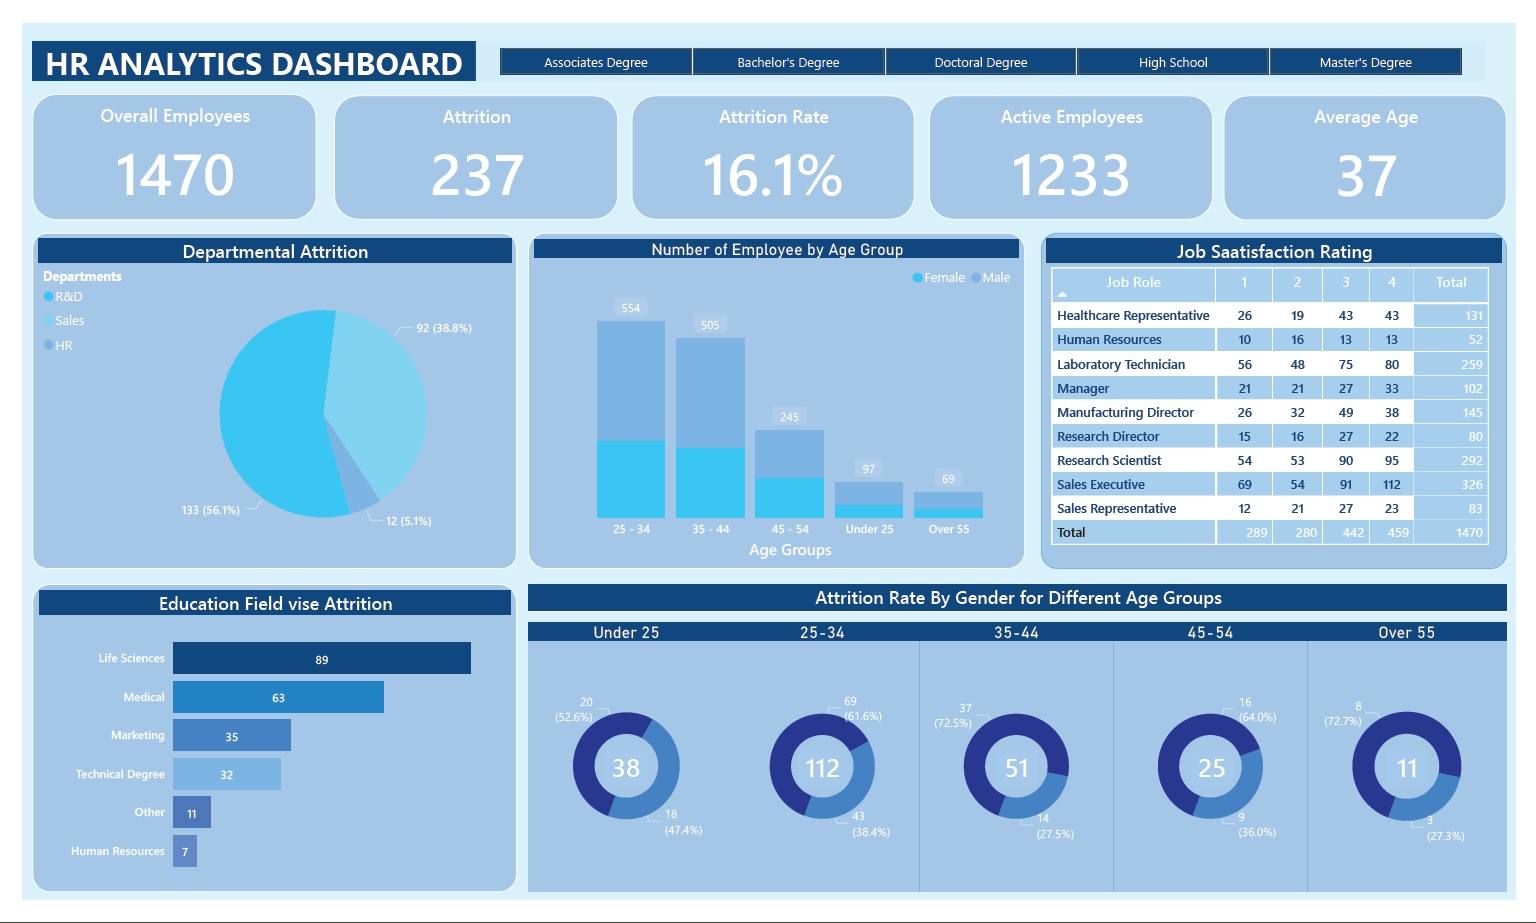 HR ANALYTICS DASHBOARD
Associates Degree
Bachelor's Degree
Doctoral Degree
High School
Master's Degree
Overall Employees
1470
Attrition
237
Attrition Rate
16.1%
Active Employees
1233
Average Age
37
Departmental Attrition
Departments
R&D
Sales
HR
92 (38.8%)
133 (56.1%)
12 (5.1%)
Number of Employee by Age Group
Female Male
554
505
245
97
69
25 - 34 35 - 44 45 - 54 Under 25 Over 55
Age Groups
Job Saatisfaction Rating
Job Role 1 2 3 4 Total
Healthcare Representative 26 19 43 43 131
Human Resources 10 16 13 13 52
Laboratory Technician 56 48 75 80 259
Manager 21 21 27 33 102
Manufacturing Director 26 32 49 38 145
Research Director 15 16 27 22 80
Research Scientist 54 53 90 95 292
Sales Executive 69 54 91 112 326
Sales Representative 12 21 27 23 83
Total 289 280 442 459 1470
Education Field vise Attrition
Life Sciences 89
Medical 63
Marketing 35
Technical Degree 32
Other 11
Human Resources 7
Attrition Rate By Gender for Different Age Groups
Under 25
20
(52.6%)
38
18
(47.4%)
25-34
69
(61.6%)
112
43
(38.4%)
35-44
37
(72.5%)
51
14
(27.5%)
45-54
16
(64.0%)
25
9
(36.0%)
Over 55
8
(72.7%)
11
3
(27.3%)